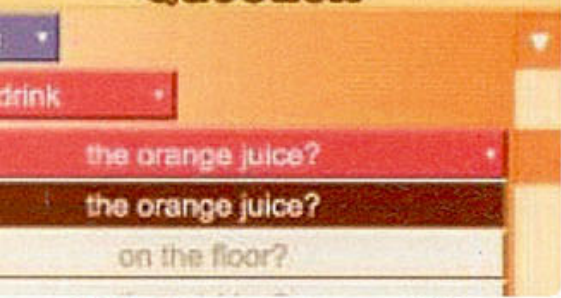 drink
the orange juice?
the orange juice?
on the floor?